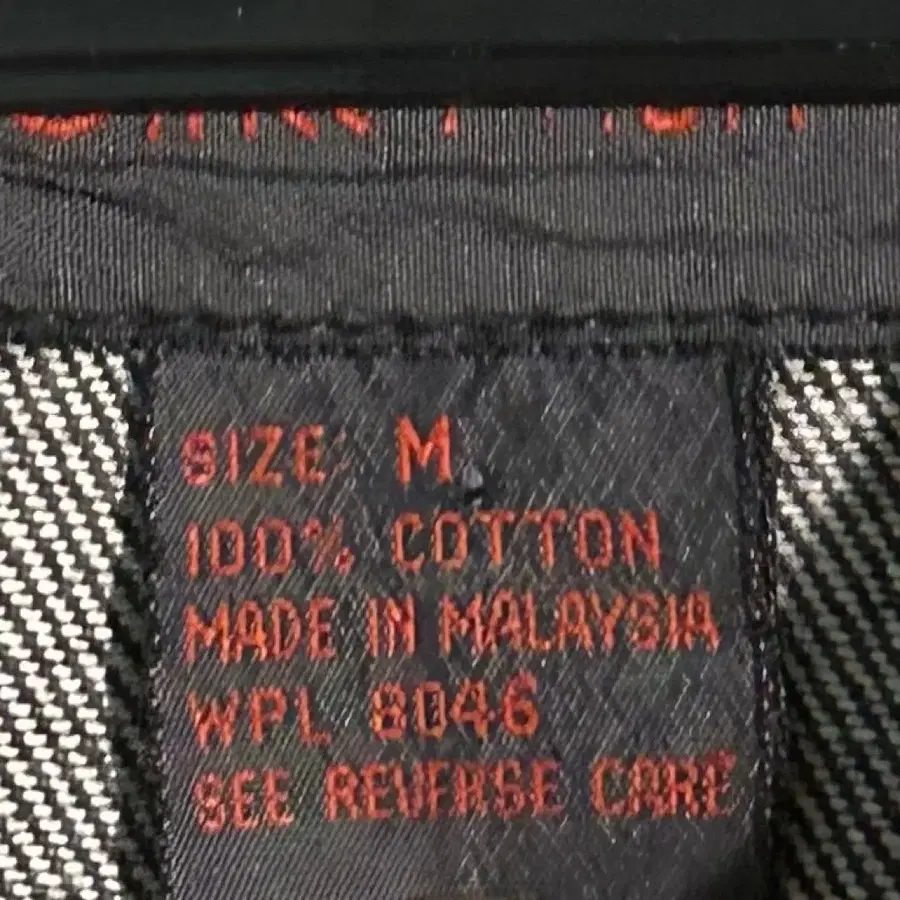 SIZE M
100% COTTON
MADE IN MALAYSIA
WPL 8046
SEE REVERSE CARE